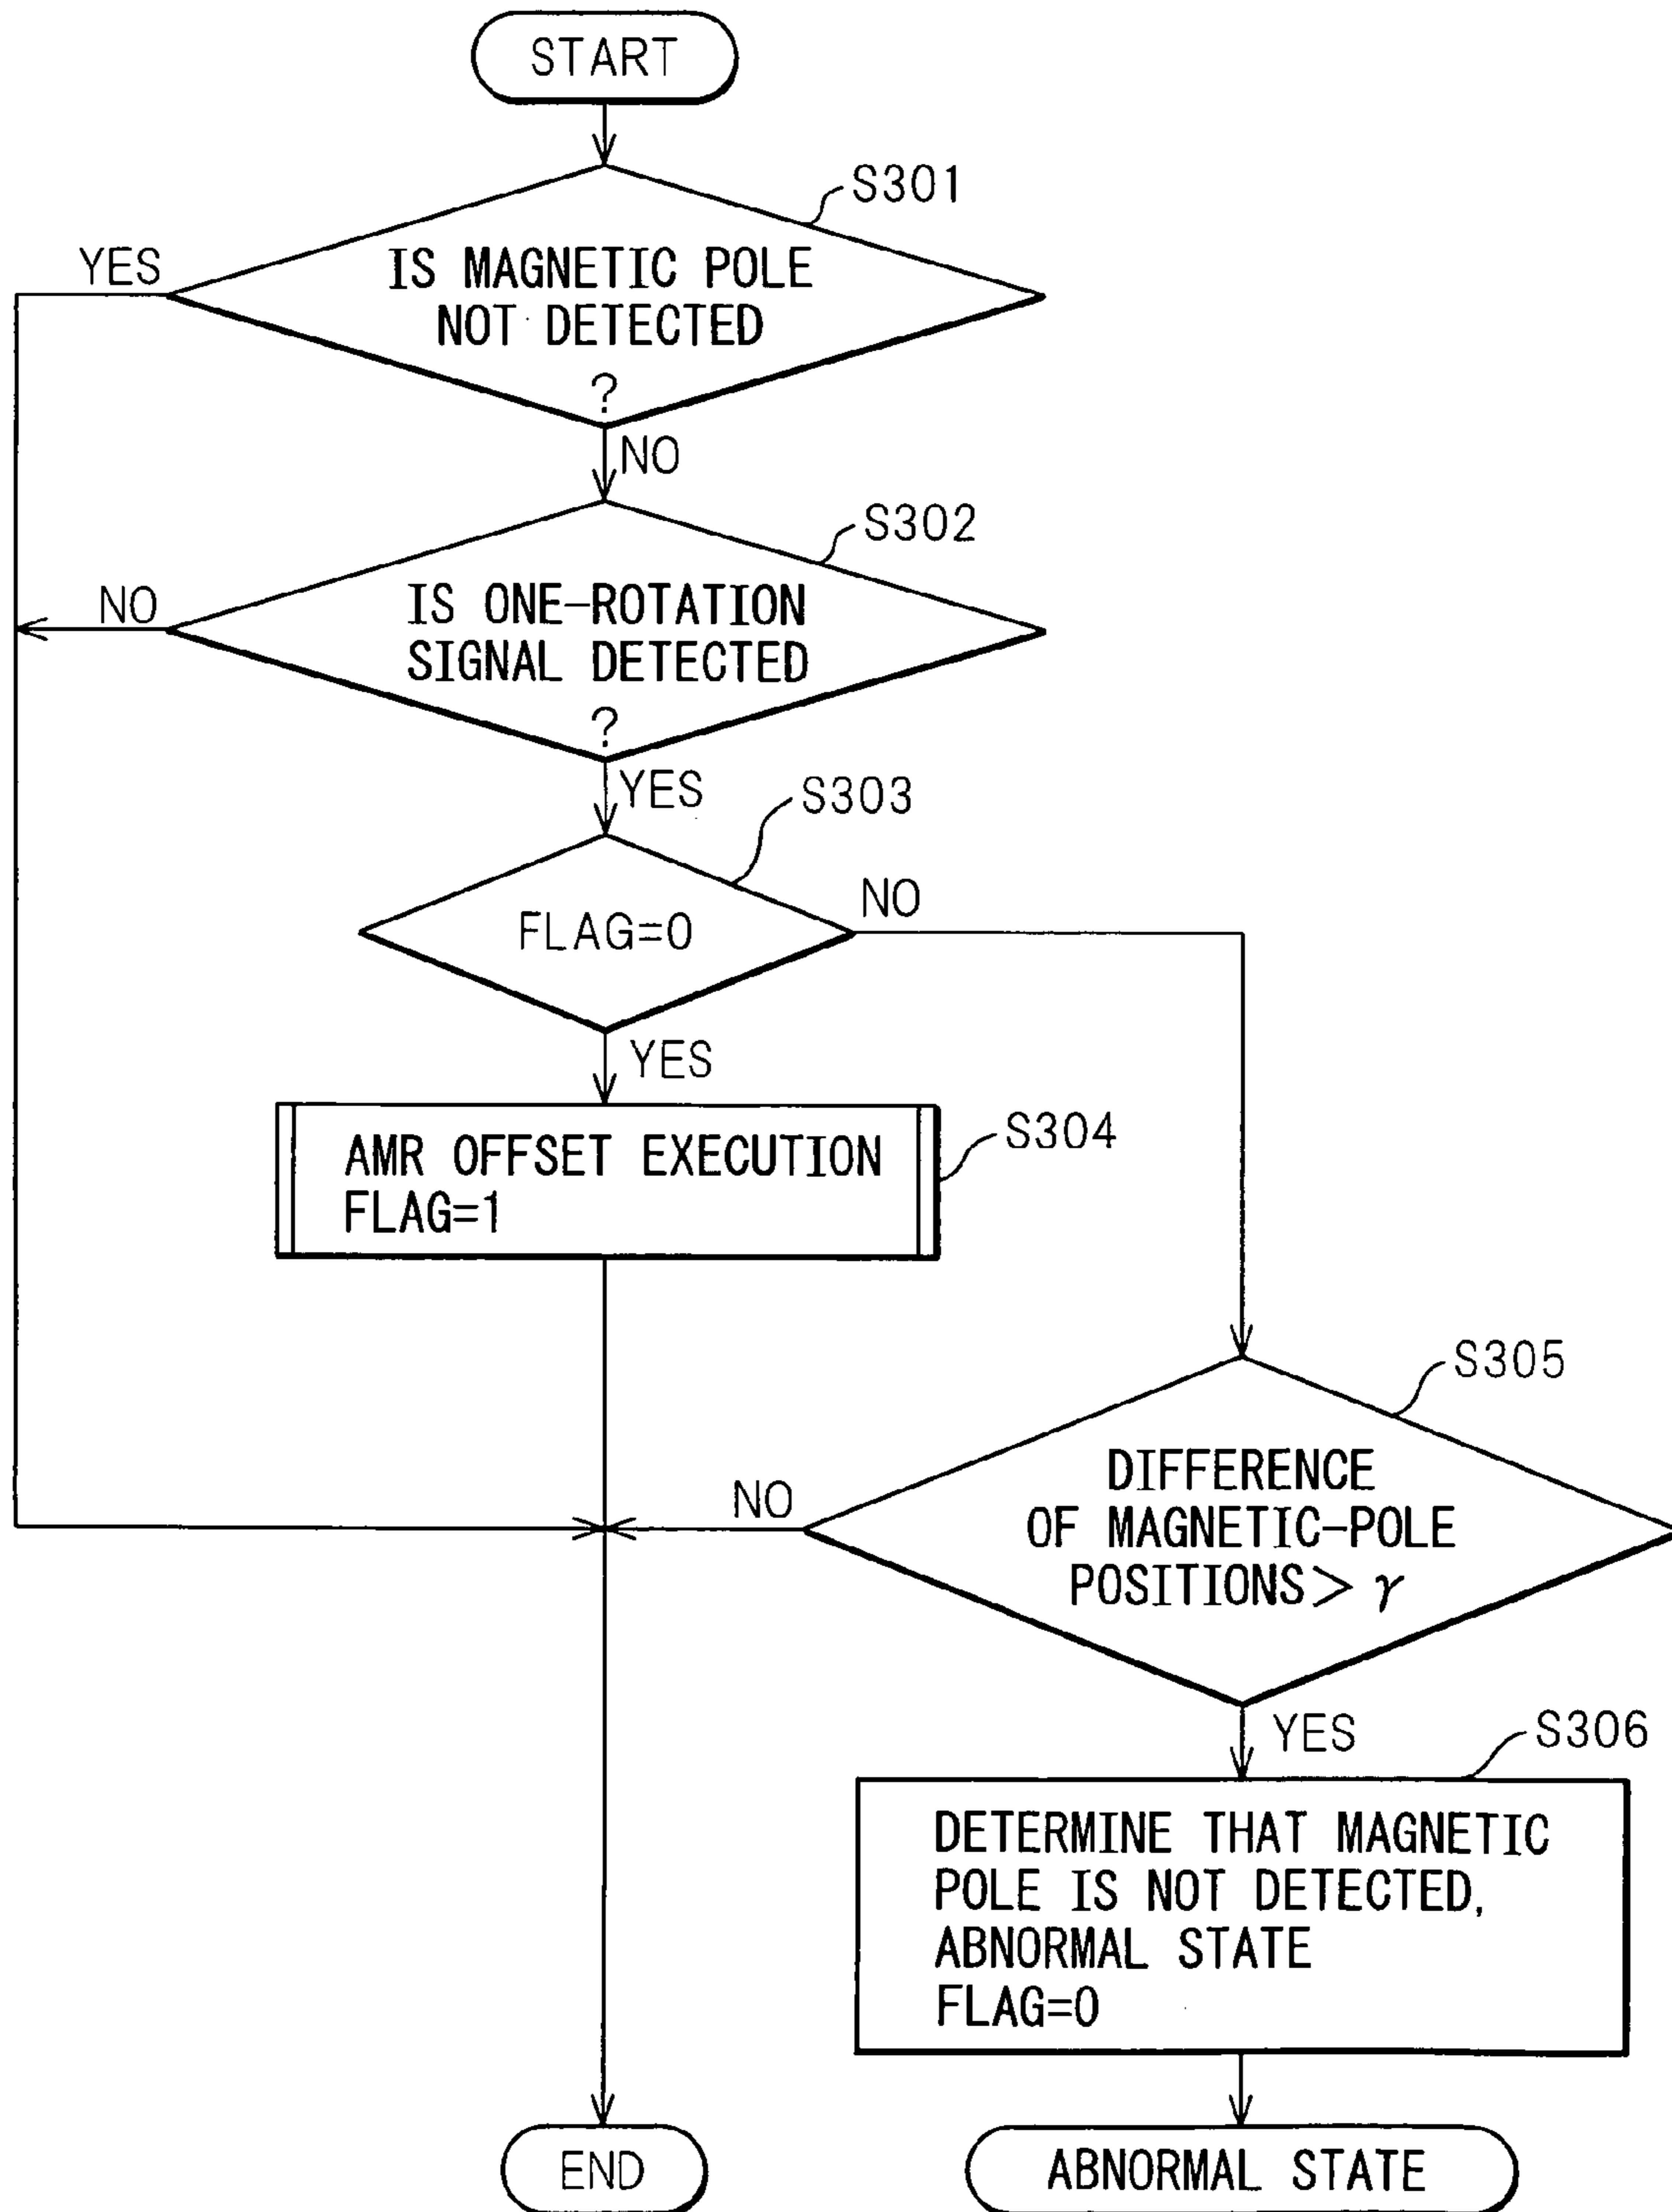 START
S301
YES
IS MAGNETIC POLE
NOT DETECTED
?
NO
S302
NO
IS ONE-ROTATION
SIGNAL DETECTED
?
YES
S303
NO
FLAG=0
YES
S304
AMR OFFSET EXECUTION
FLAG=1
S305
NO
DIFFERENCE
OF MAGNETIC-POLE
POSITIONS> γ
YES
S306
DETERMINE THAT MAGNETIC
POLE IS NOT DETECTED,
ABNORMAL STATE
FLAG=0
END
ABNORMAL STATE